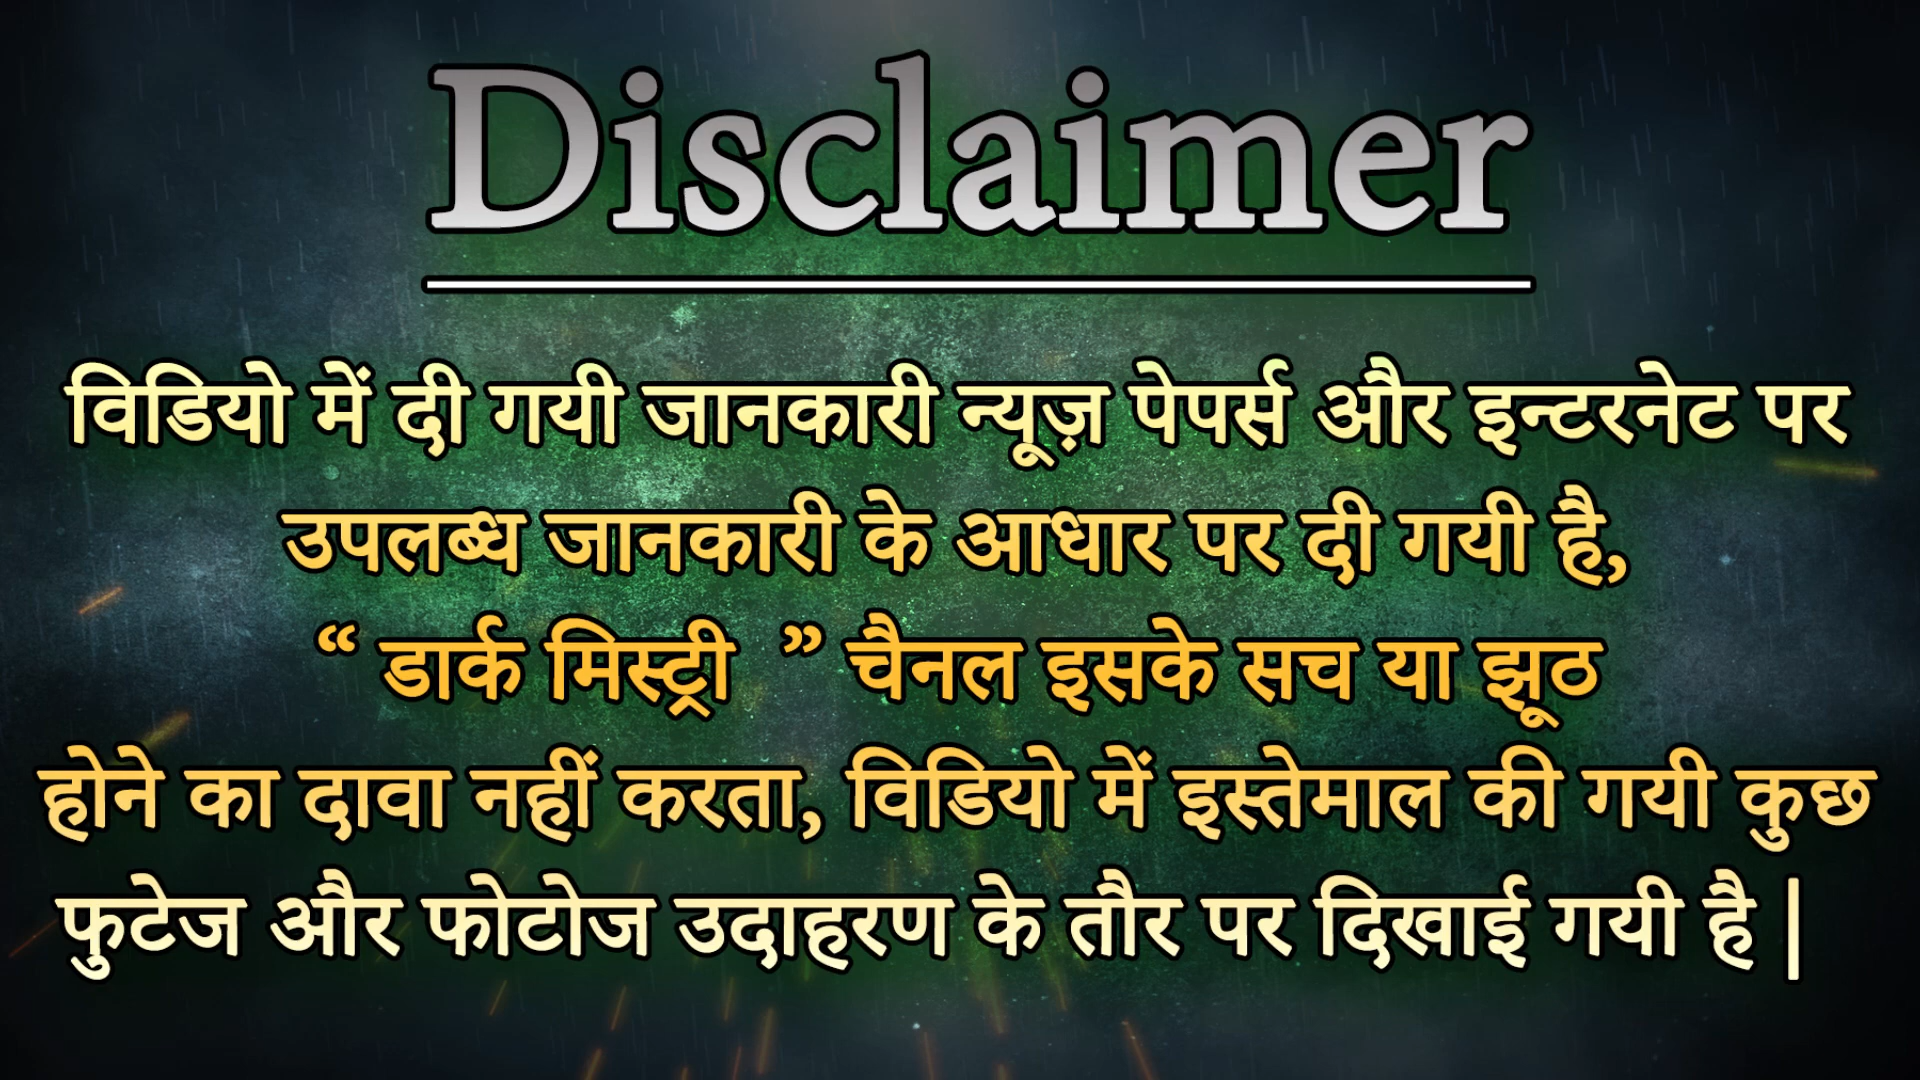 Disclaimer
विडियो में दी गयी जानकारी न्यूज़ पेपर्स और इन्टरनेट पर
उपलब्ध जानकारी के आधार पर दी गयी है,
“ डार्क मिस्ट्री ” चैनल इसके सच या झूठ
होने का दावा नहीं करता, विडियो में इस्तेमाल की गयी कुछ
फुटेज और फोटोज उदाहरण के तौर पर दिखाई गयी है |